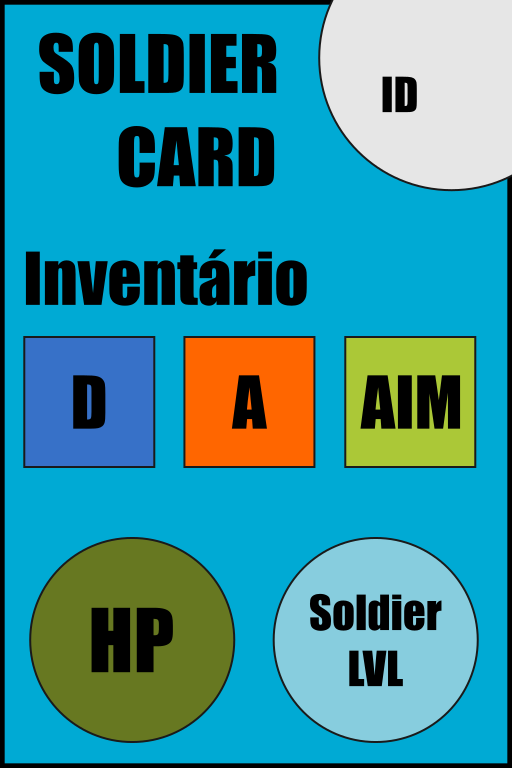 SOLDIER
CARD
ID
Inventário
D
A
AIM
HP
Soldier
LVL